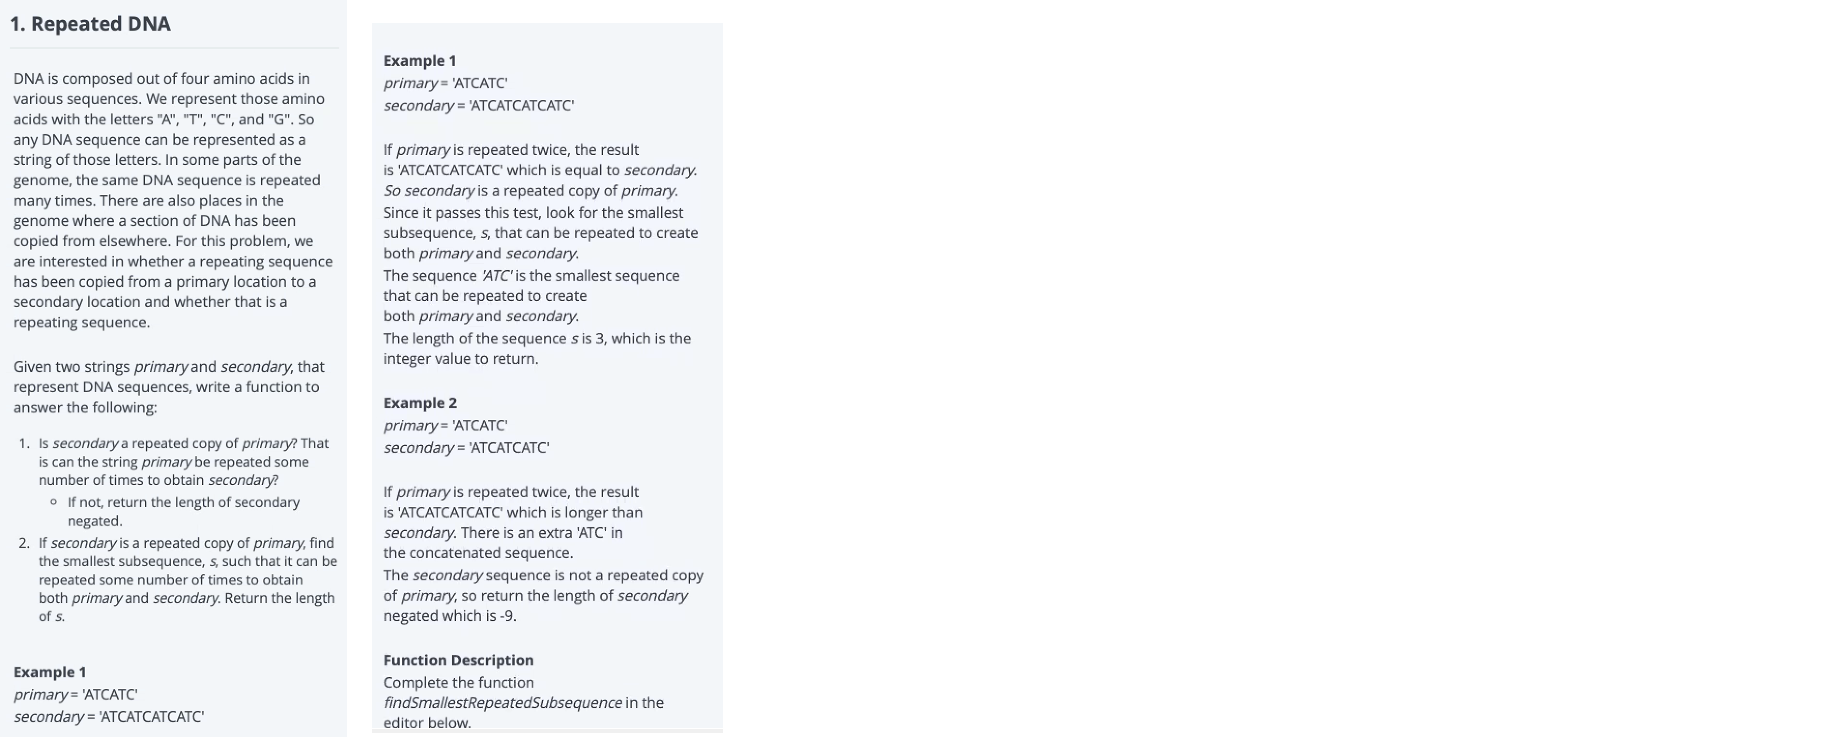 1. Repeated DNA
DNA is composed out of four amino acids in
various sequences. We represent those amino
acids with the letters "A", "T", "C", and "G". So
any DNA sequence can be represented as a
string of those letters. In some parts of the
genome, the same DNA sequence is repeated
many times. There are also places in the
genome where a section of DNA has been
copied from elsewhere. For this problem, we
are interested in whether a repeating sequence
has been copied from a primary location to a
secondary location and whether that is a
repeating sequence.
Given two strings primary and secondary, that
represent DNA sequences, write a function to
answer the following:
1. Is secondary a repeated copy of primary? That
is can the string primary be repeated some
number of times to obtain secondary?
○ If not, return the length of secondary
negated.
2. If secondary is a repeated copy of primary, find
the smallest subsequence, s, such that it can be
repeated some number of times to obtain
both primary and secondary. Return the length
of s.
Example 1
primary = 'ATCATC'
secondary = 'ATCATCATCATC'
Example 1
primary = 'ATCATC'
secondary = 'ATCATCATCATC'
If primary is repeated twice, the result
is 'ATCATCATCATC' which is equal to secondary.
So secondary is a repeated copy of primary.
Since it passes this test, look for the smallest
subsequence, s, that can be repeated to create
both primary and secondary.
The sequence 'ATC' is the smallest sequence
that can be repeated to create
both primary and secondary.
The length of the sequence s is 3, which is the
integer value to return.
Example 2
primary = 'ATCATC'
secondary = 'ATCATCATC'
If primary is repeated twice, the result
is 'ATCATCATCATC' which is longer than
secondary. There is an extra 'ATC' in
the concatenated sequence.
The secondary sequence is not a repeated copy
of primary, so return the length of secondary
negated which is -9.
Function Description
Complete the function
findSmallestRepeatedSubsequence in the
editor below.